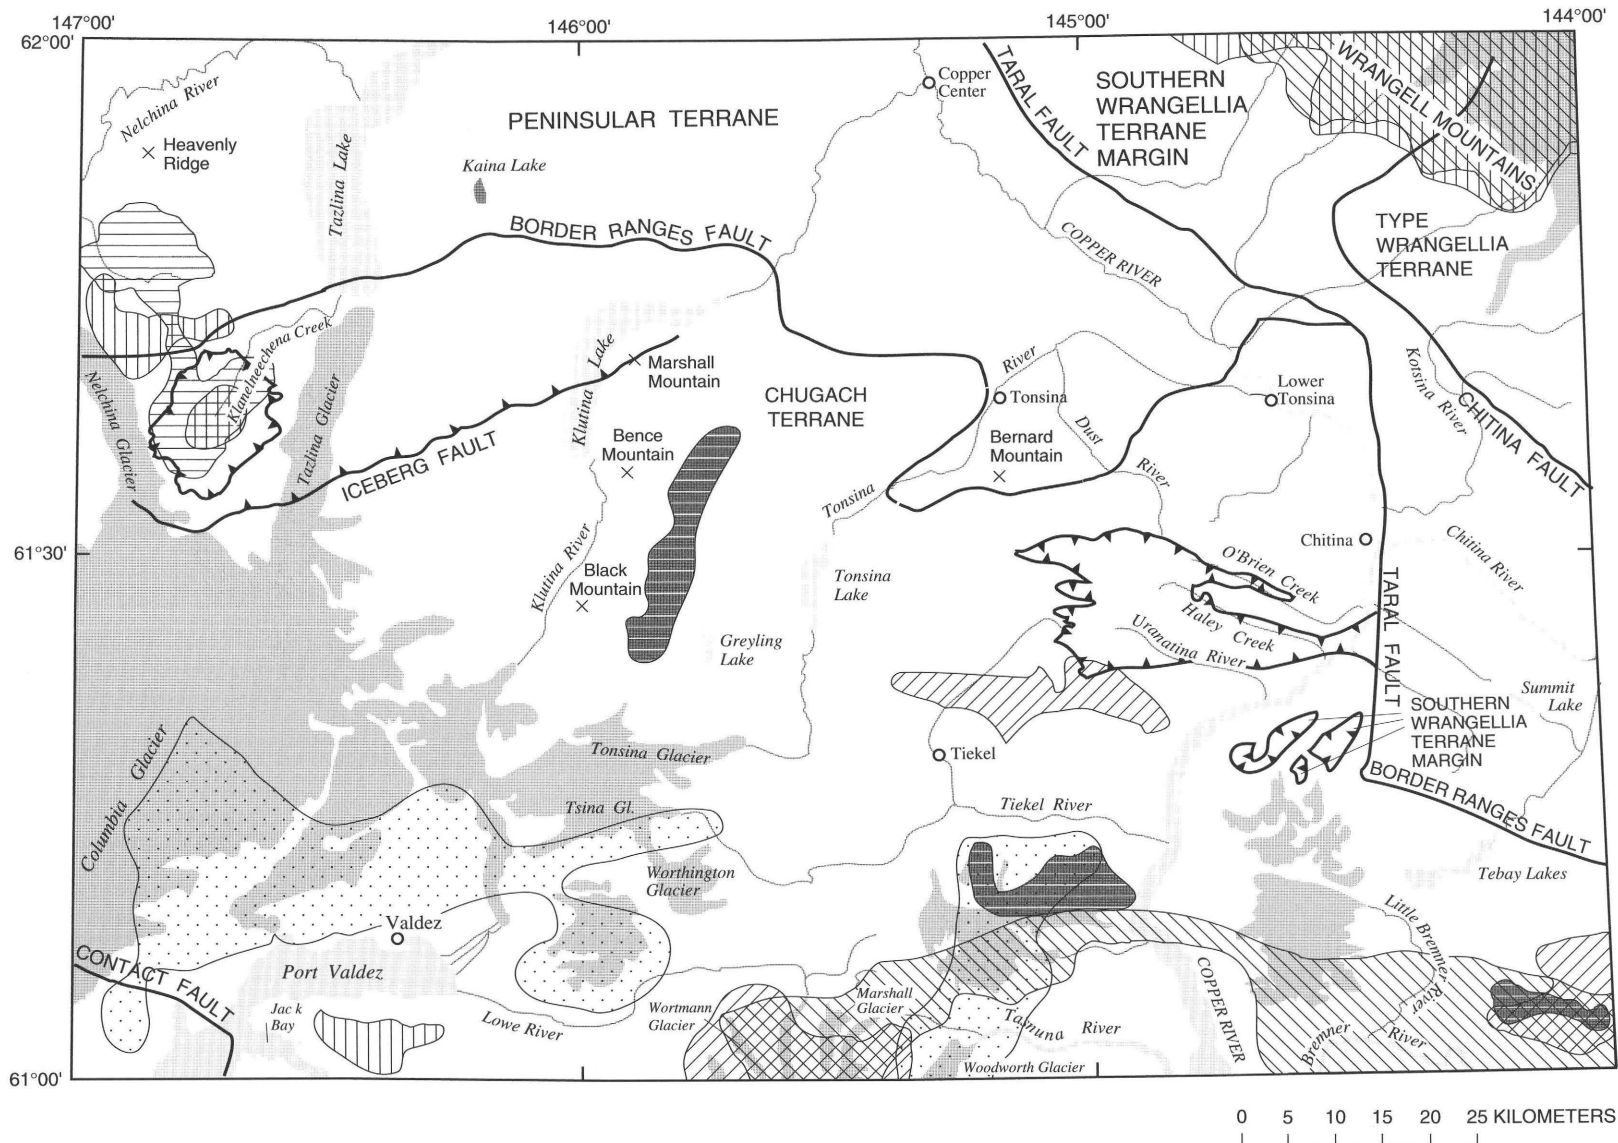 147°00'
146°00'
145°00'
144°00'
62°00'
Nelchina River
Heavenly
Ridge
Tazlina Lake
PENINSULAR TERRANE
Kaina Lake
Copper
Center
TARAL FAULT
SOUTHERN
WRANGELLIA
TERRANE
MARGIN
WRANGELL MOUNTAINS
TYPE
WRANGELLIA
TERRANE
BORDER RANGES FAULT
COPPER RIVER
Klanelneechena Creek
Nelchina Glacier
Tazlina Glacier
Klutina Lake
Marshall
Mountain
CHUGACH
TERRANE
River
Tonsina
Dust
River
Lower
Tonsina
Kotsina River
CHITINA FAULT
ICEBERG FAULT
Bence
Mountain
Bernard
Mountain
Tonsina
Chitina
Chitina River
61°30'
Klutina River
Black
Mountain
Tonsina
Lake
O'Brien Creek
Haley Creek
Uranatina River
TARAL FAULT
Greyling
Lake
Summit
Lake
SOUTHERN
WRANGELLIA
TERRANE
MARGIN
Columbia Glacier
Tonsina Glacier
Tiekel
BORDER RANGES FAULT
Tsina Gl.
Tiekel River
Worthington
Glacier
Tebay Lakes
Valdez
Little Bremner River
CONTACT FAULT
Port Valdez
Jack
Bay
Lowe River
Wortmann
Glacier
Marshall
Glacier
Tasnuna River
COPPER RIVER
Bremner River
Woodworth Glacier
61°00'
0 5 10 15 20 25 KILOMETERS